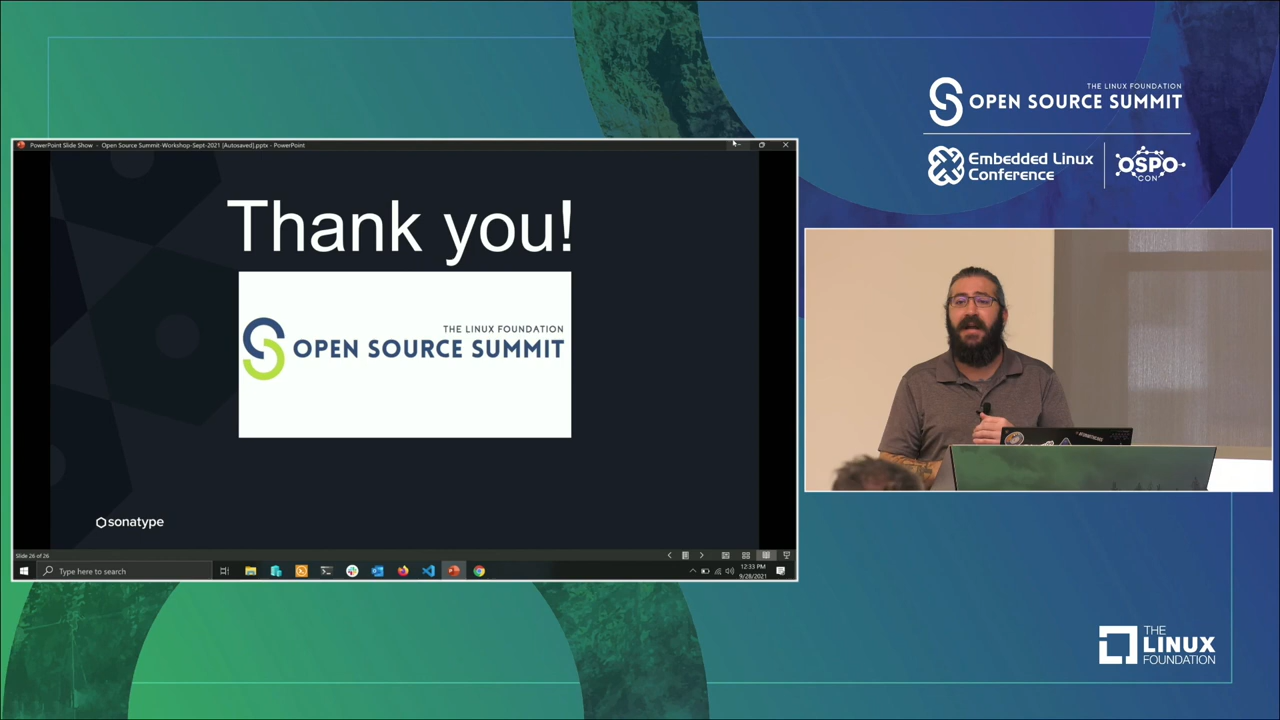 THE LINUX FOUNDATION
OPEN SOURCE SUMMIT
Embedded Linux
Conference
OSPO
CON
PowerPoint Slide Show - Open Source Summit-Workshop-Sept-2021 [Autosaved].pptx - PowerPoint
Thank you!
THE LINUX FOUNDATION
OPEN SOURCE SUMMIT
sonatype
Slide 26 of 26
Type here to search
12:33 PM
9/28/2021
THE
LINUX
FOUNDATION